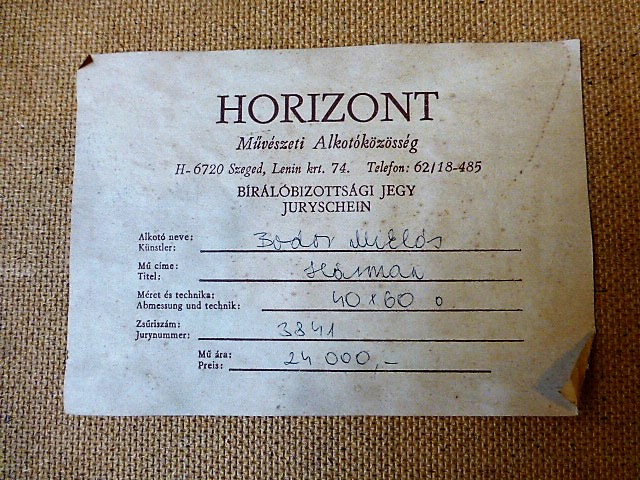 HORIZONT
Művészeti Alkotóközösség
H-6720 Szeged, Lenin krt. 74. Telefon: 62/18-485
BÍRÁLÓBIZOTTSÁGI JEGY
JURYSCHEIN
Alkotó neve:
Künstler: Bodor Miklós
Mű címe:
Titel: Hárman
Méret és technika:
Abmessung und technik: 40x60 o.
Zsűriszám:
Jurynummer: 3841
Mű ára:
Preis: 24 000,-